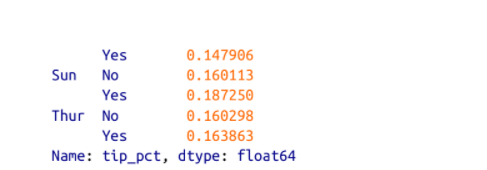 Yes 0.147906
Sun No 0.160113
Yes 0.187250
Thur No 0.160298
Yes 0.163863
Name: tip_pct, dtype: float64